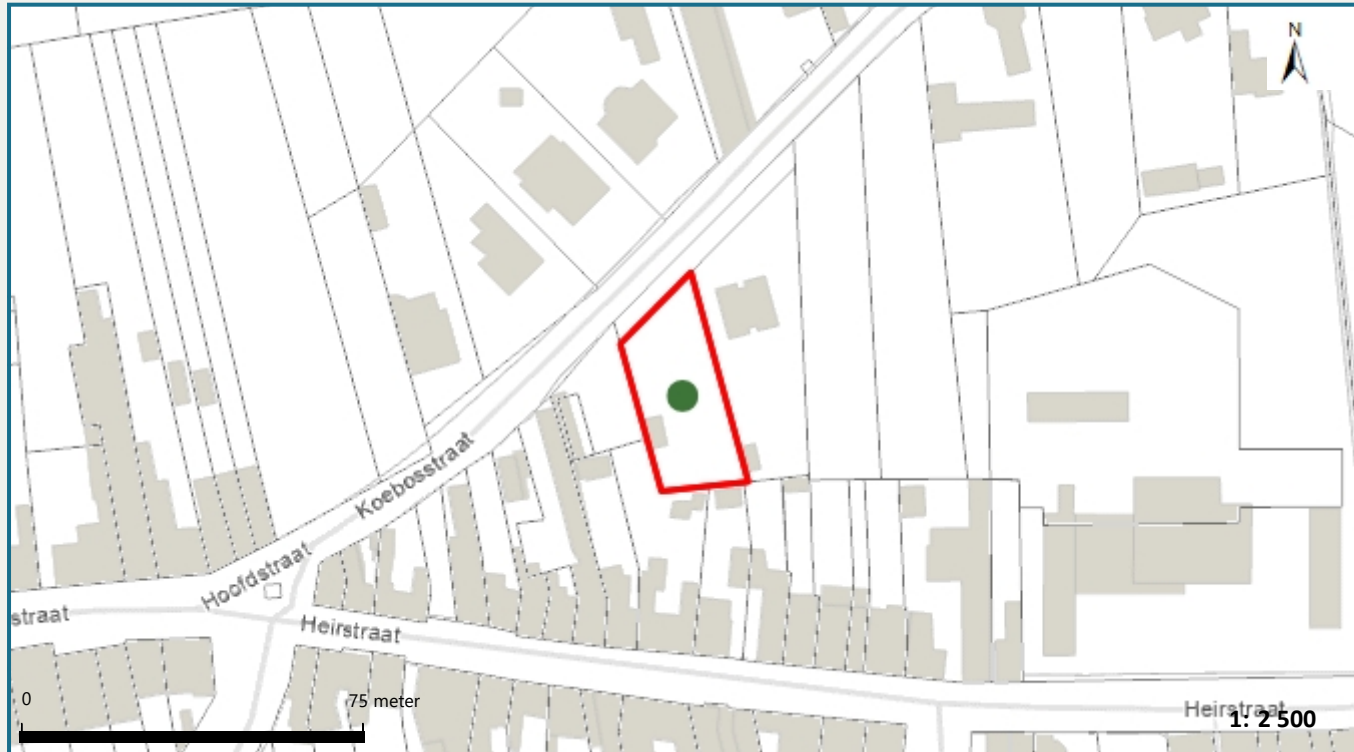 N
Koebosstraat
Hoofdstraat
straat
Heirstraat
0
75 meter
Heirstraat
1: 2 500